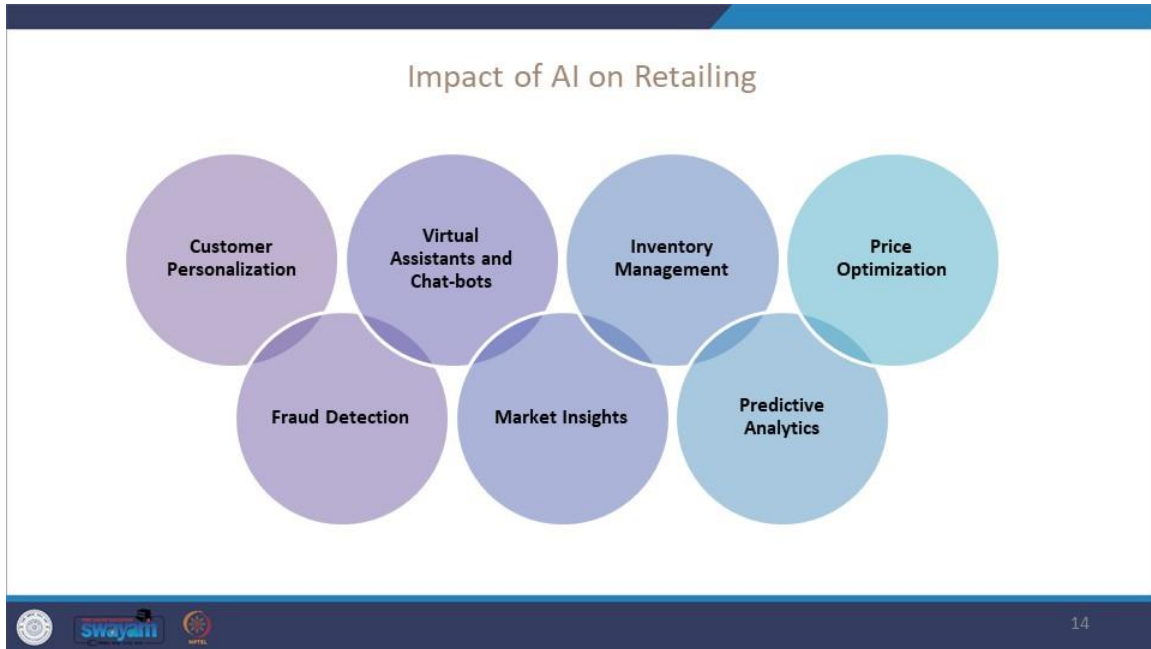 Impact of AI on Retailing
Customer
Personalization
Virtual
Assistants and
Chat-bots
Inventory
Management
Price
Optimization
Fraud Detection
Market Insights
Predictive
Analytics
swayam
NPTEL
14